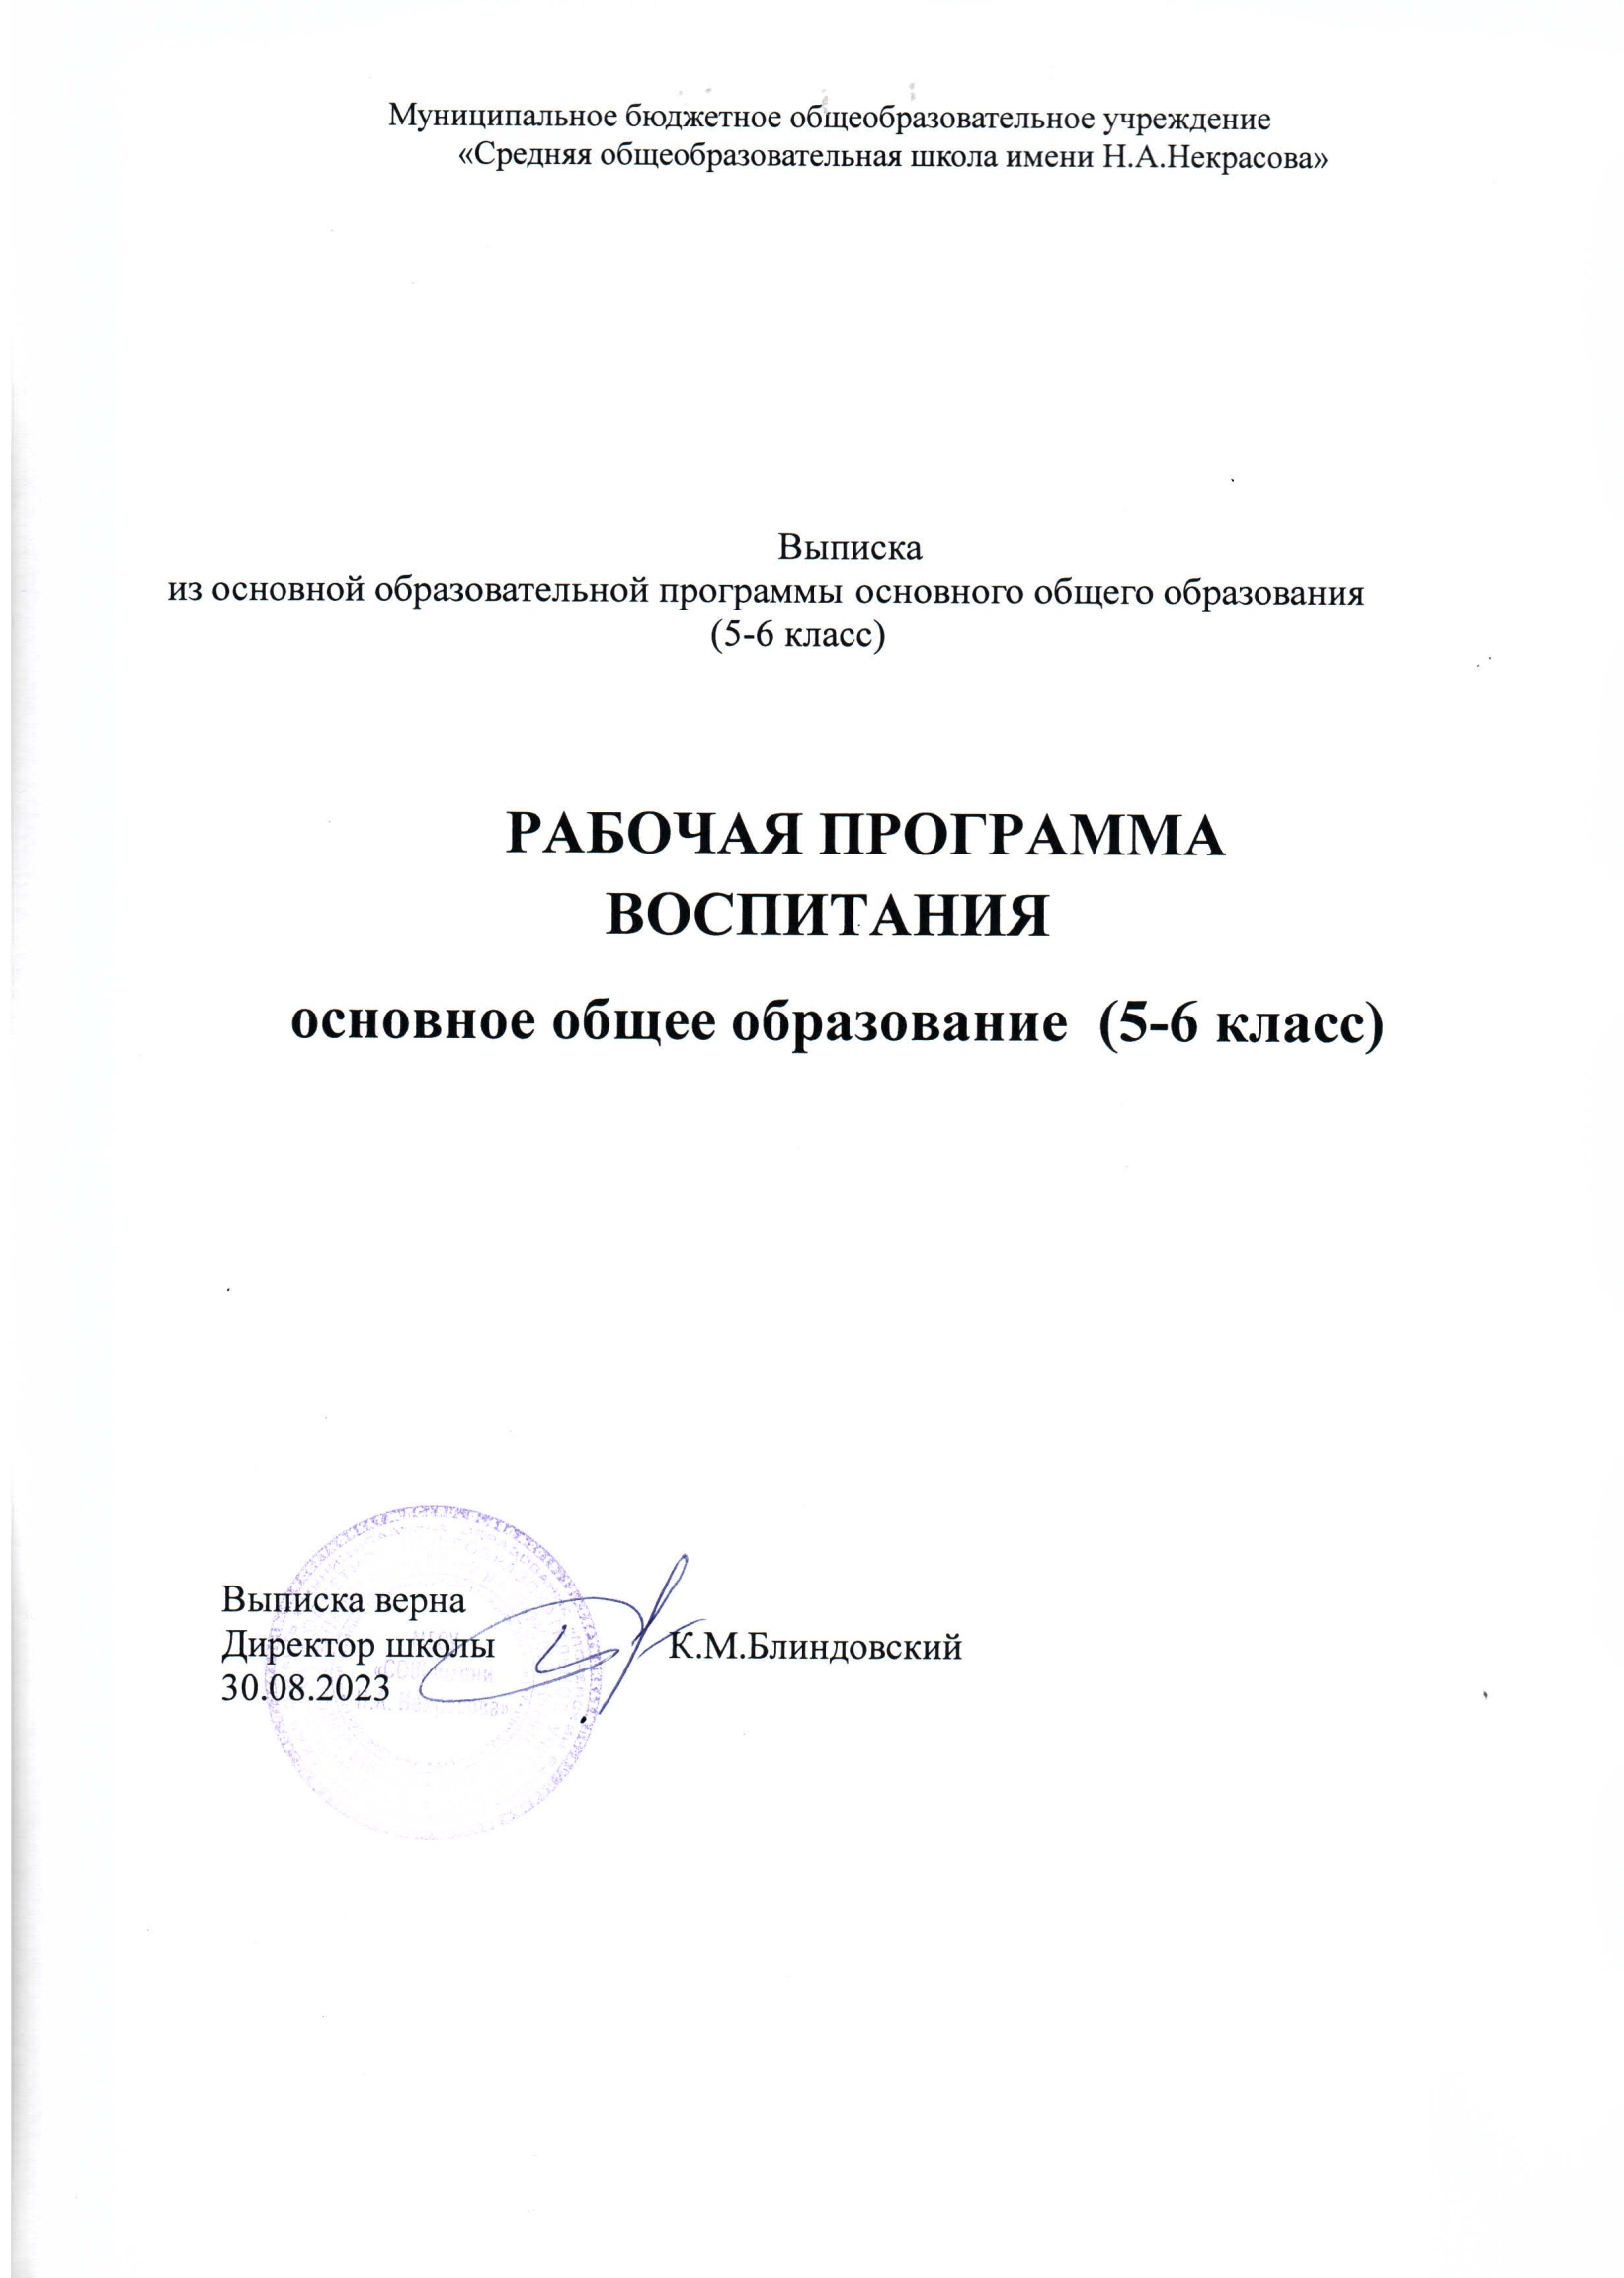 Муниципальное бюджетное общеобразовательное учреждение
«Средняя общеобразовательная школа имени Н.А.Некрасова»
Выписка
из основной образовательной программы основного общего образования
(5-6 класс)
РАБОЧАЯ ПРОГРАММА
ВОСПИТАНИЯ
основное общее образование (5-6 класс)
Выписка верна
Директор школы К.М.Блиндовский
30.08.2023